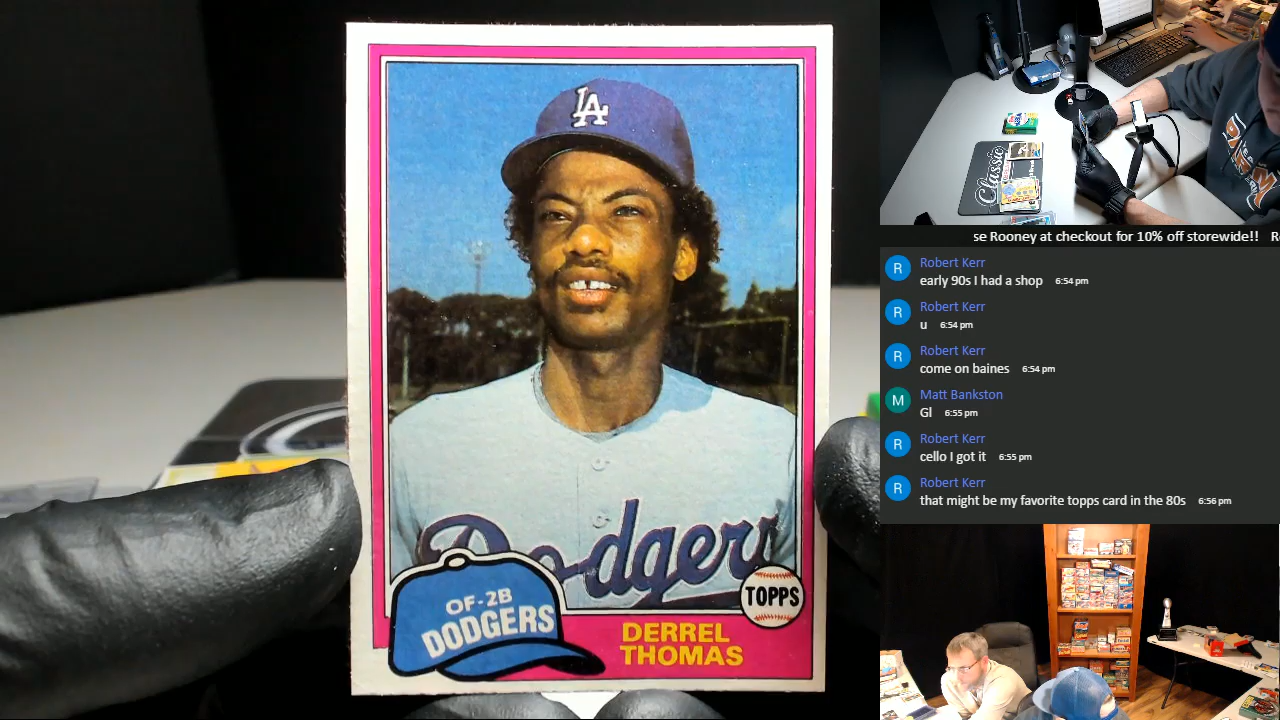 LA
Dodgers
OF-2B
DODGERS
TOPPS
DERREL
THOMAS
Classic
se Rooney at checkout for 10% off storewide!! R
R
Robert Kerr
early 90s I had a shop 6:54 pm
R
Robert Kerr
u 6:54 pm
R
Robert Kerr
come on baines 6:54 pm
M
Matt Bankston
Gl 6:55 pm
R
Robert Kerr
cello I got it 6:55 pm
R
Robert Kerr
that might be my favorite topps card in the 80s 6:56 pm